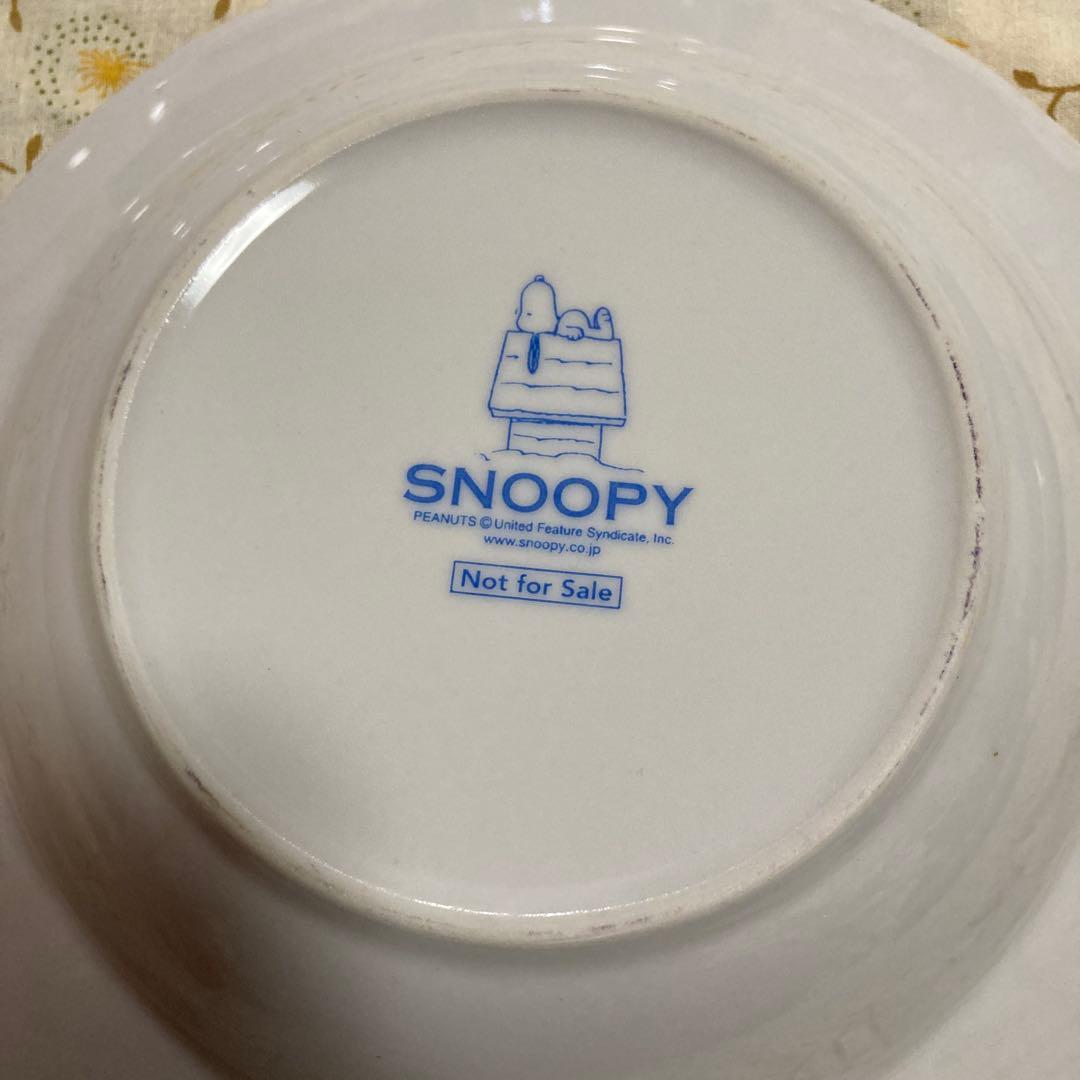 SNOOPY
PEANUTS © United Feature Syndicate, Inc.
www.snoopy.co.jp
Not for Sale